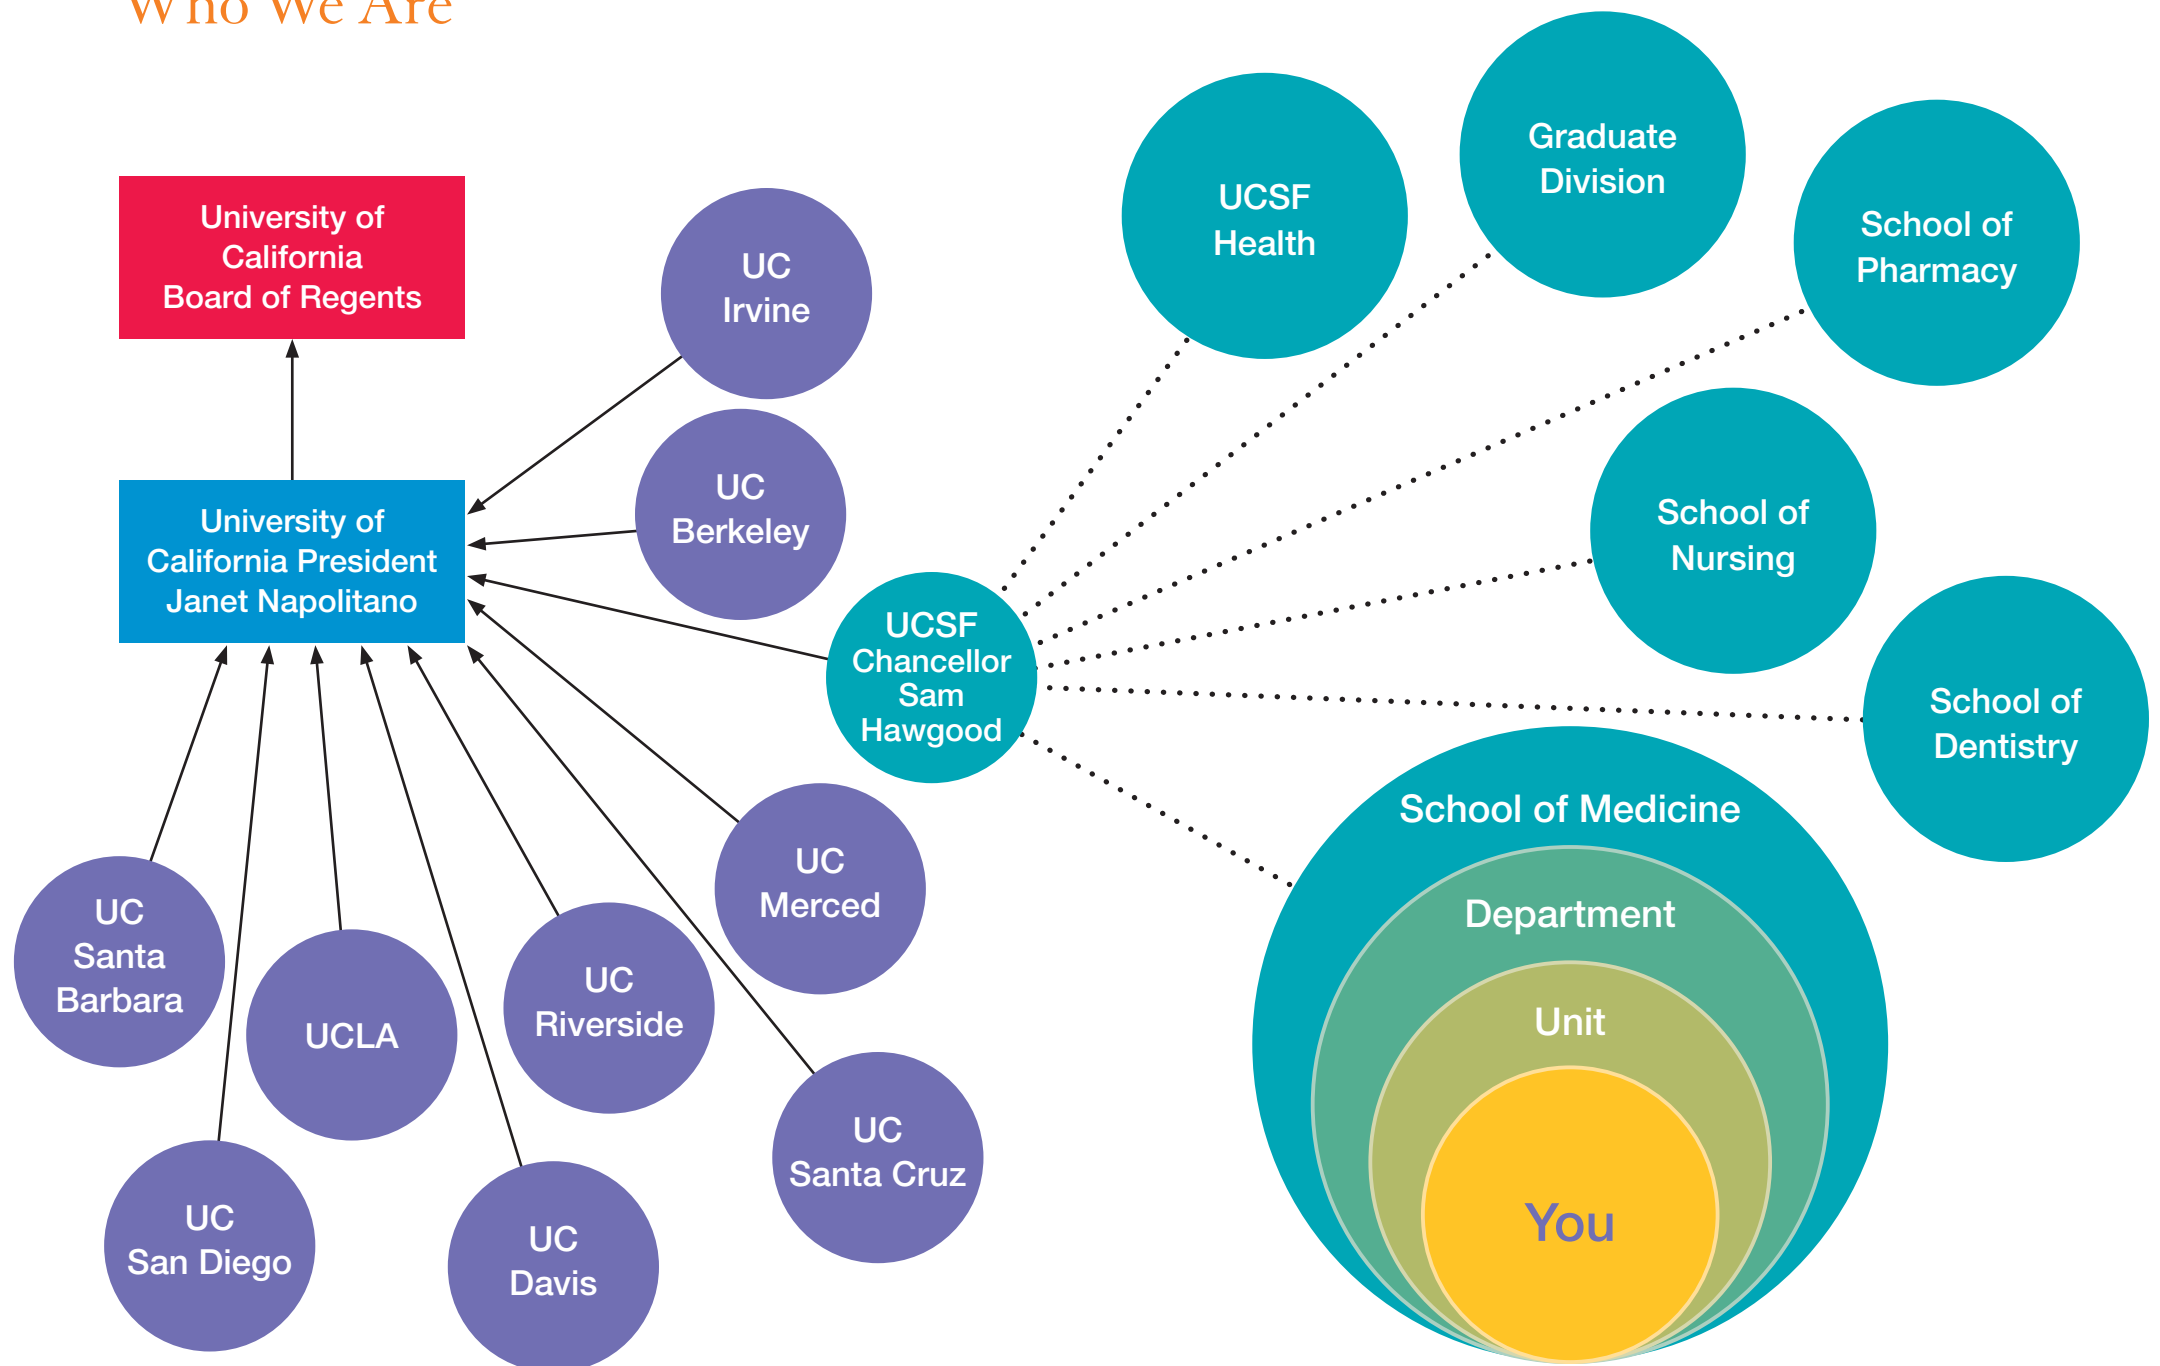 Who We Are
University of
California
Board of Regents
University of
California President
Janet Napolitano
UC
Irvine
UC
Berkeley
UCSF
Chancellor
Sam
Hawgood
UC
Merced
UC
Santa Cruz
UC
Riverside
UC
Davis
UCLA
UC
San Diego
UC
Santa
Barbara
UCSF
Health
Graduate
Division
School of
Pharmacy
School of
Nursing
School of
Dentistry
School of Medicine
Department
Unit
You